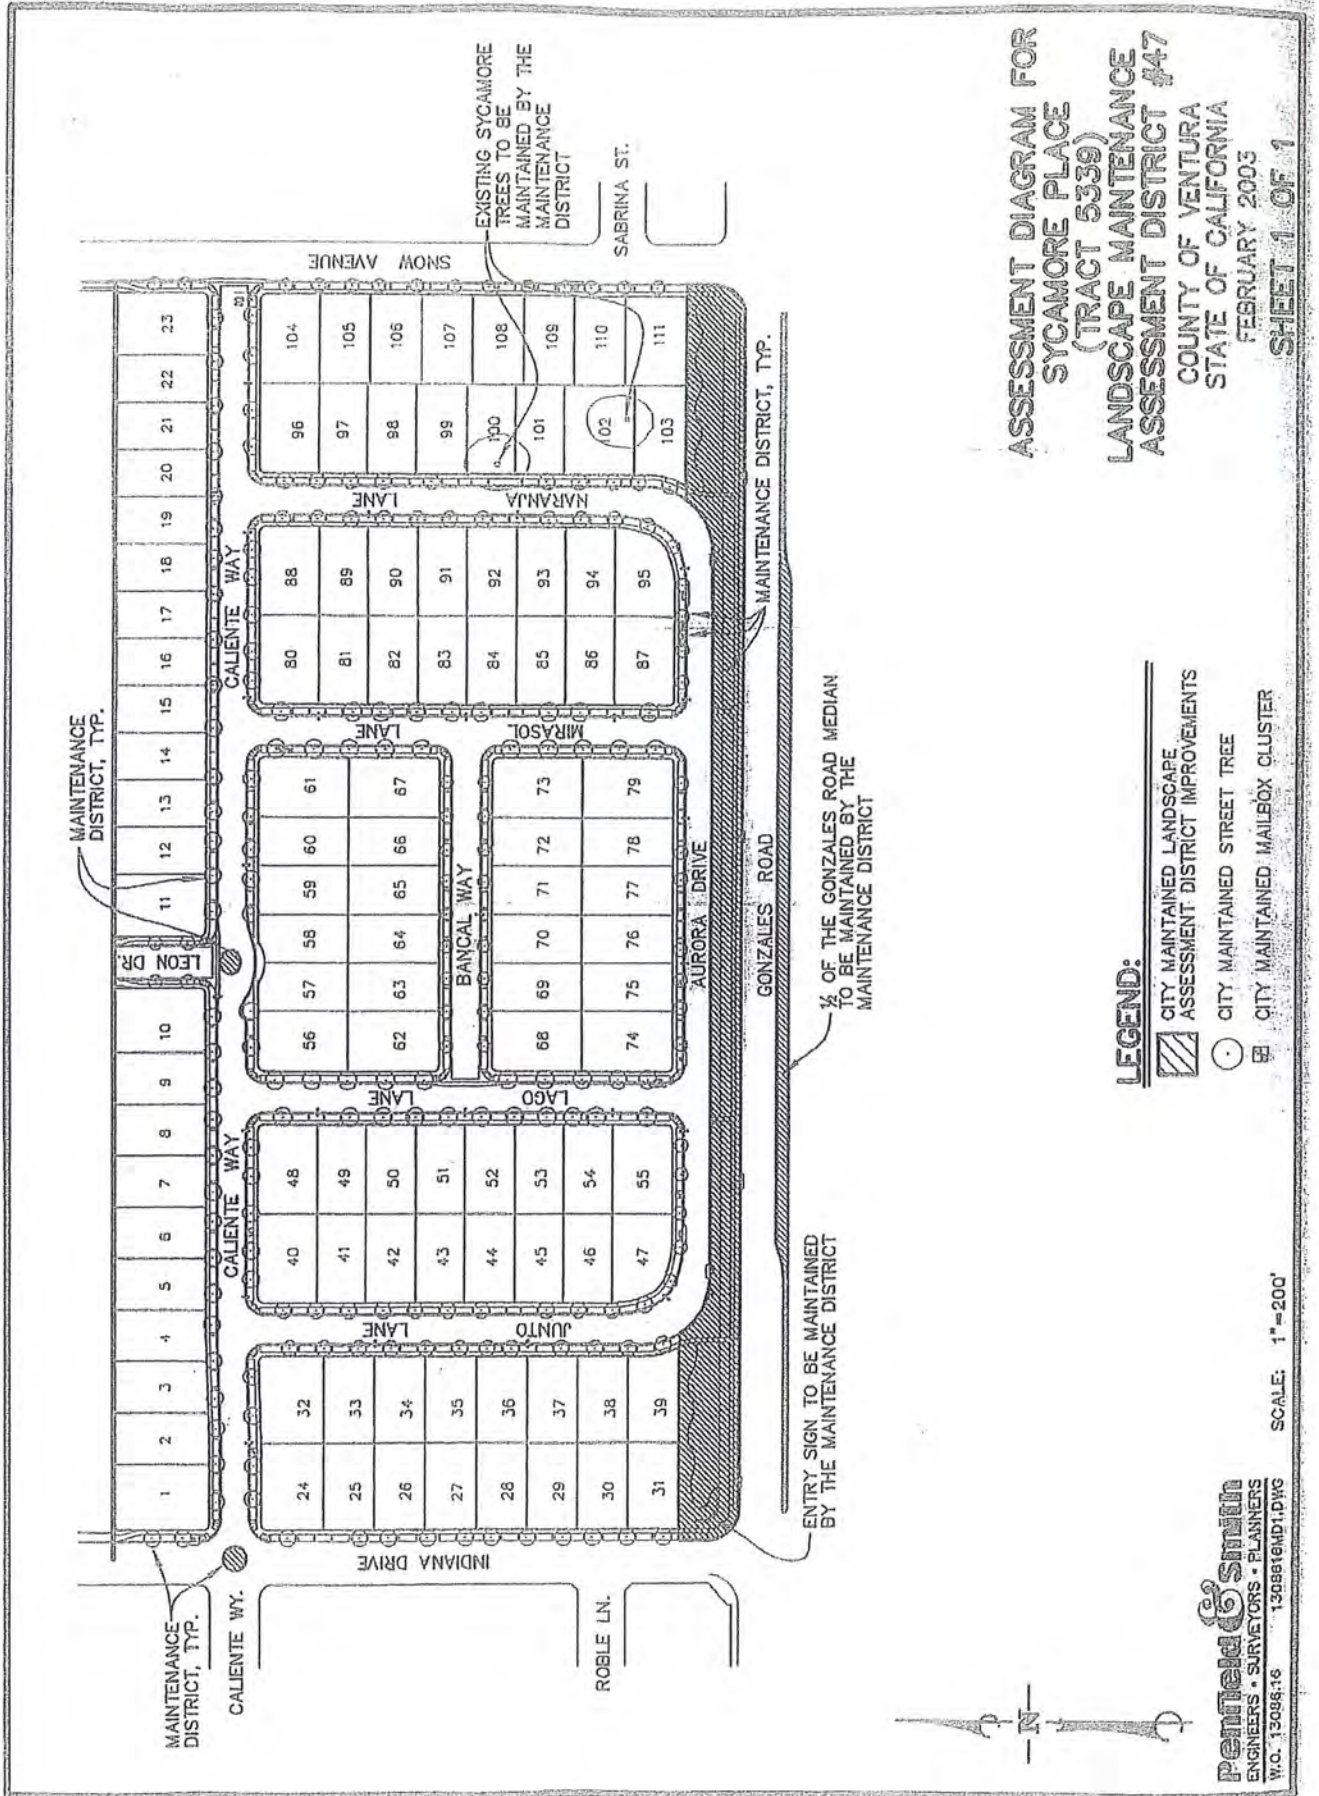 MAINTENANCE
DISTRICT, TYP.
CALIENTE WY.
ROBLE LN.
INDIANA DRIVE
MAINTENANCE
DISTRICT, TYP.
LEON DR.
1
2
3
4
5
6
7
8
9
10
11
12
13
14
15
16
17
18
19
20
21
22
23
CALIENTE WAY
CALIENTE WAY
24
25
26
27
28
29
30
31
32
33
34
35
36
37
38
39
JUNTO LANE
40
41
42
43
44
45
46
47
48
49
50
51
52
53
54
55
LAGO LANE
56
57
58
59
60
61
62
63
64
65
66
67
BANCAL WAY
68
69
70
71
72
73
74
75
76
77
78
79
MIRASOL LANE
80
81
82
83
84
85
86
87
88
89
90
91
92
93
94
95
NARANJA LANE
96
97
98
99
100
101
102
103
104
105
106
107
108
109
110
111
SNOW AVENUE
EXISTING SYCAMORE
TREES TO BE
MAINTAINED BY THE
MAINTENANCE
DISTRICT
SABRINA ST.
AURORA DRIVE
GONZALES ROAD
MAINTENANCE DISTRICT, TYP.
ENTRY SIGN TO BE MAINTAINED
BY THE MAINTENANCE DISTRICT
½ OF THE GONZALES ROAD MEDIAN
TO BE MAINTAINED BY THE
MAINTENANCE DISTRICT
N
LEGEND:
CITY MAINTAINED LANDSCAPE
ASSESSMENT DISTRICT IMPROVEMENTS
CITY MAINTAINED STREET TREE
CITY MAINTAINED MAILBOX CLUSTER
ASSESSMENT DIAGRAM FOR
SYCAMORE PLACE
(TRACT 5339)
LANDSCAPE MAINTENANCE
ASSESSMENT DISTRICT #47
COUNTY OF VENTURA
STATE OF CALIFORNIA
FEBRUARY 2003
SHEET 1 OF 1
Penfield & Smith
ENGINEERS • SURVEYORS • PLANNERS
W.O. 13086.16
SCALE: 1"=200'